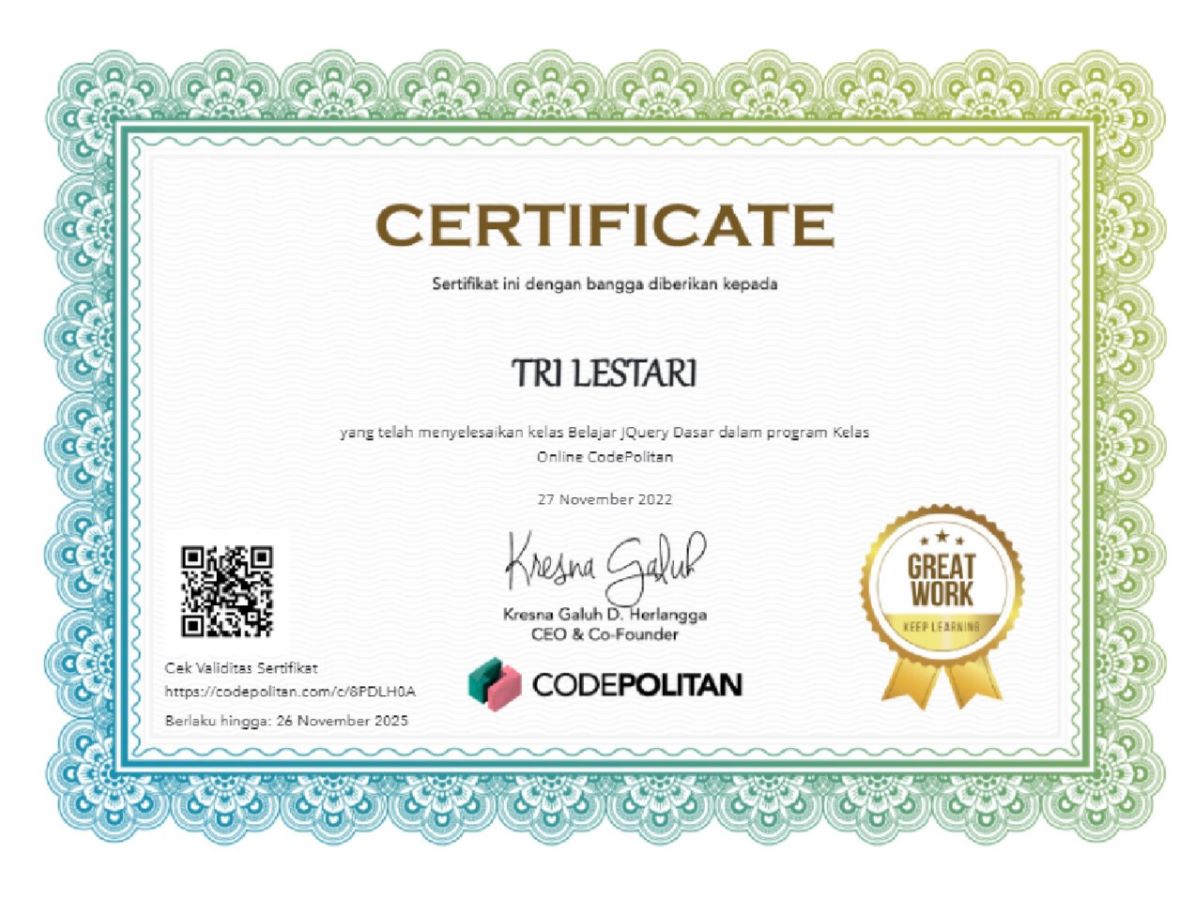 CERTIFICATE
Sertifikat ini dengan bangga diberikan kepada
TRI LESTARI
yang telah menyelesaikan kelas Belajar JQuery Dasar dalam program Kelas
Online CodePolitan
27 November 2022
Kresna Galuh
Kresna Galuh D. Herlangga
CEO & Co-Founder
CODEPOLITAN
GREAT
WORK
KEEP LEARNING
Cek Validitas Sertifikat
https://codepolitan.com/c/8PDLH0A
Berlaku hingga: 26 November 2025